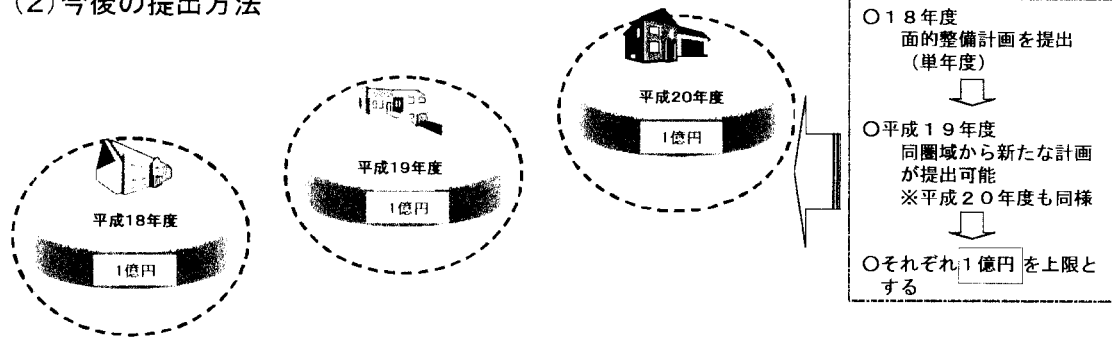 (2)今後の提出方法
平成18年度
1億円
平成19年度
1億円
平成20年度
1億円
○18年度
面的整備計画を提出
(単年度)
○平成19年度
同圏域から新たな計画
が提出可能
※平成20年度も同様
○それぞれ1億円を上限と
する